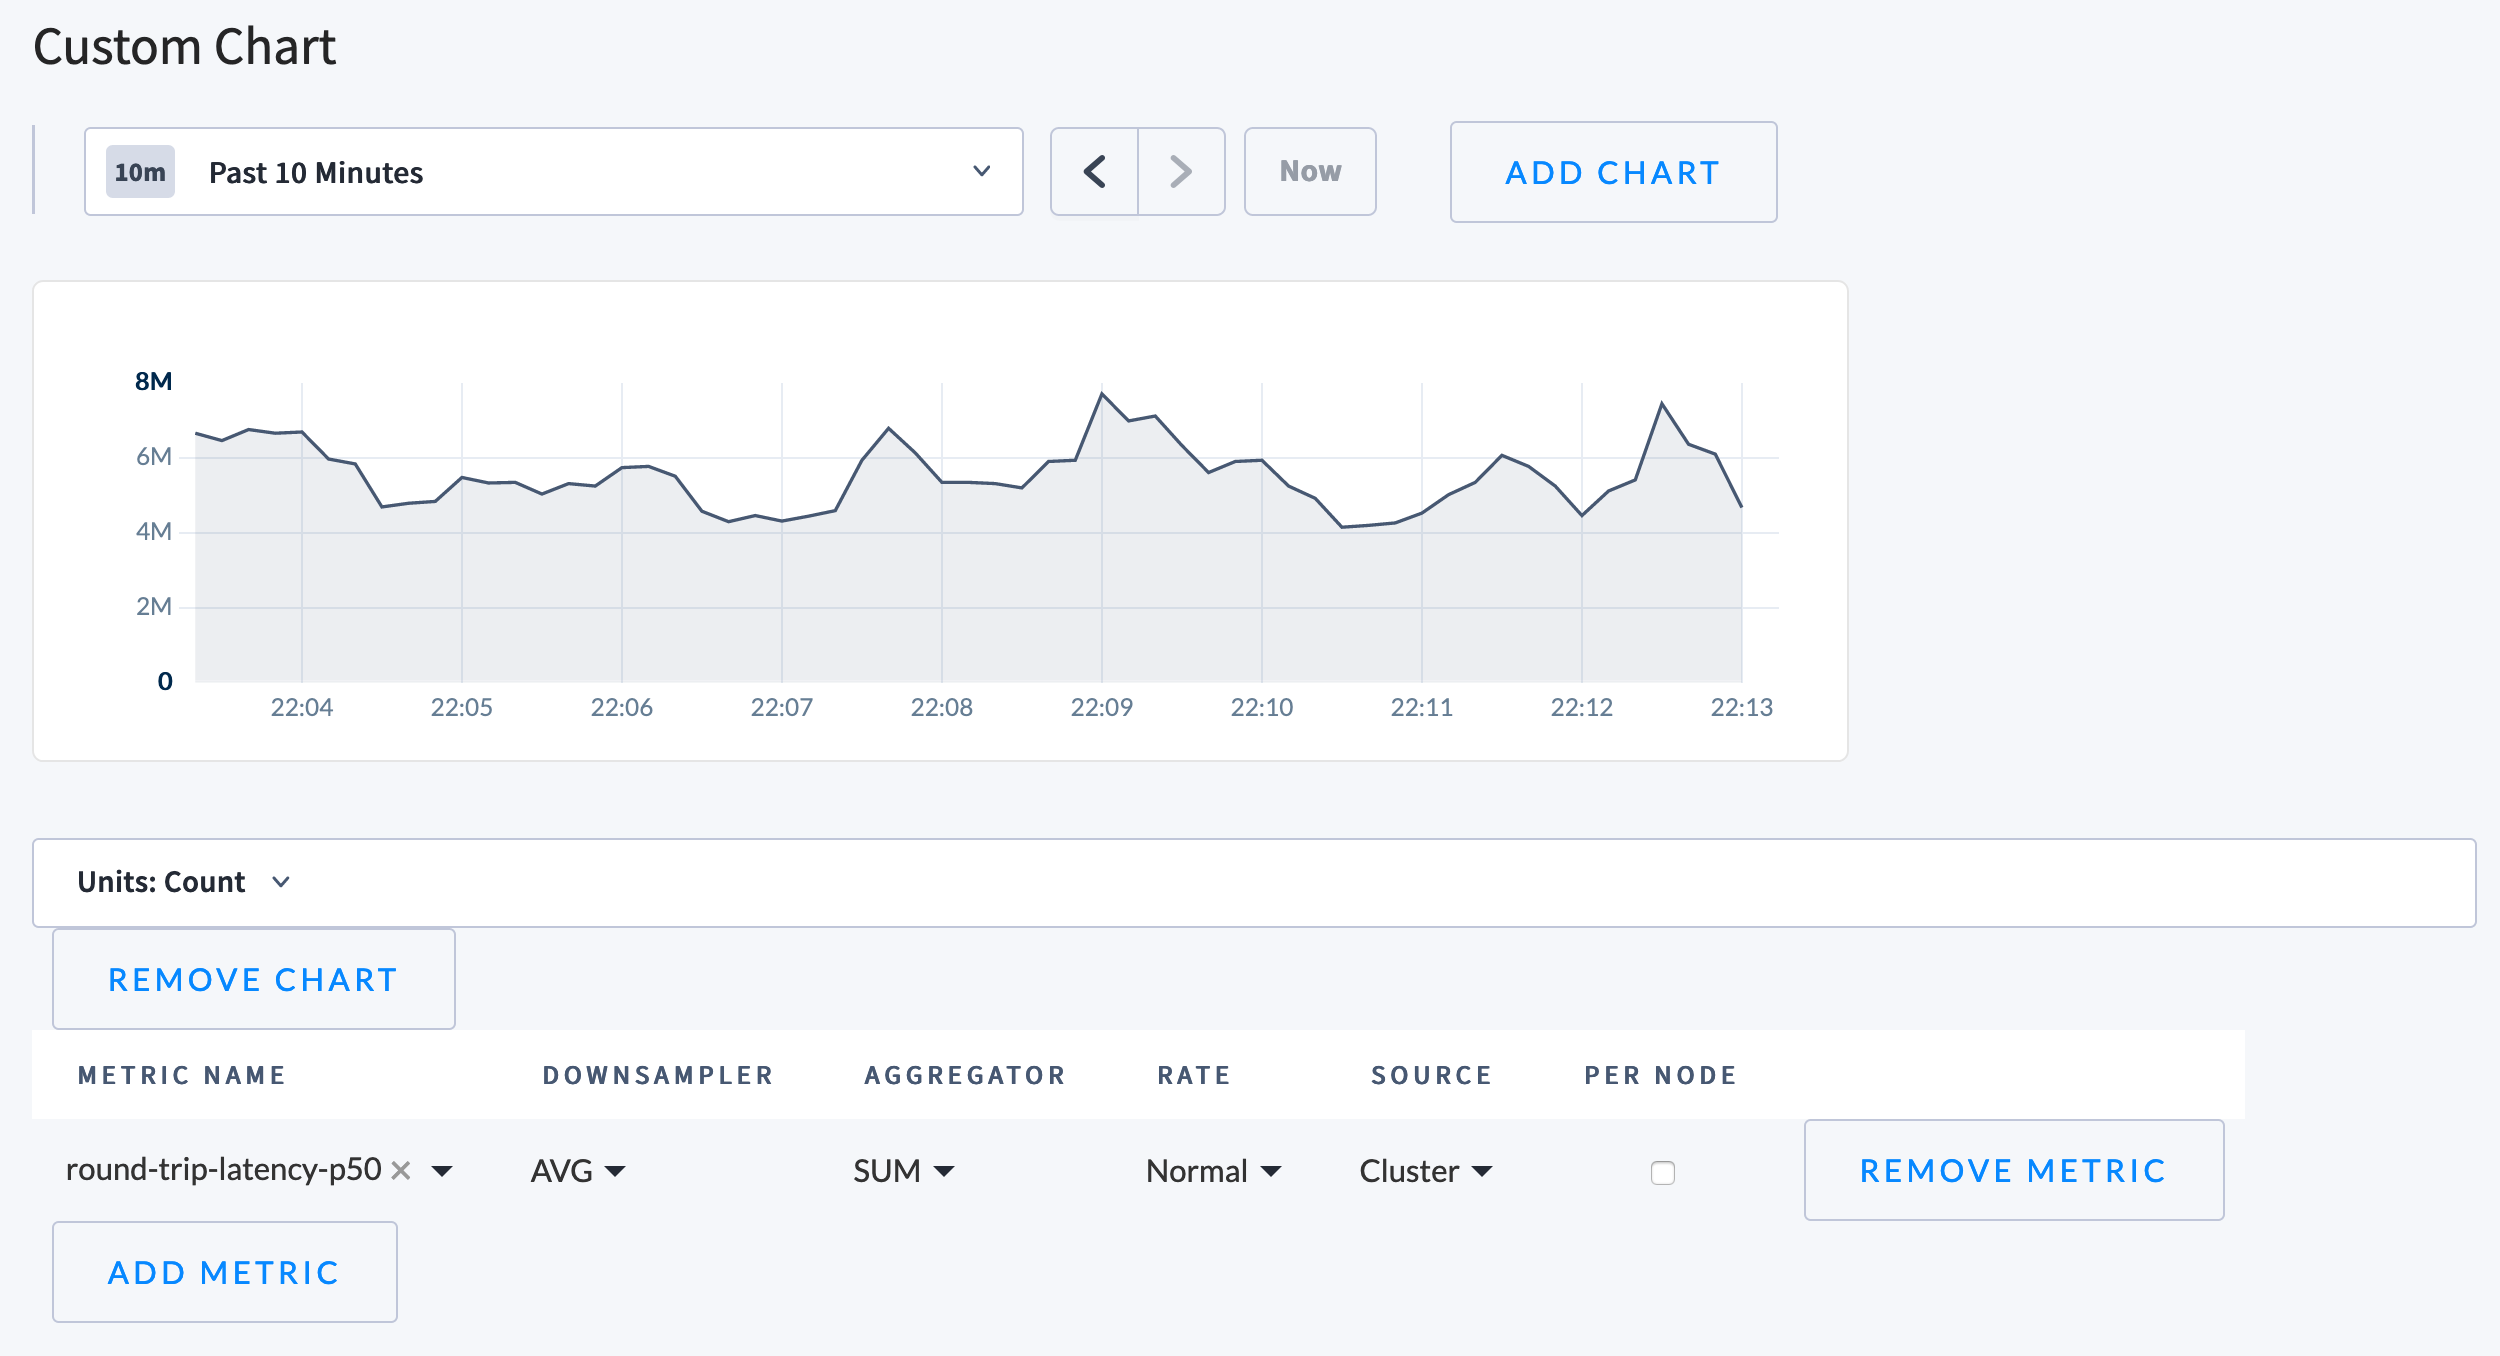 Custom Chart
10m Past 10 Minutes Now ADD CHART
8M
6M
4M
2M
0
22:04 22:05 22:06 22:07 22:08 22:09 22:10 22:11 22:12 22:13
Units: Count
REMOVE CHART
METRIC NAME DOWNSAMPLER AGGREGATOR RATE SOURCE PER NODE
round-trip-latency-p50 AVG SUM Normal Cluster REMOVE METRIC
ADD METRIC